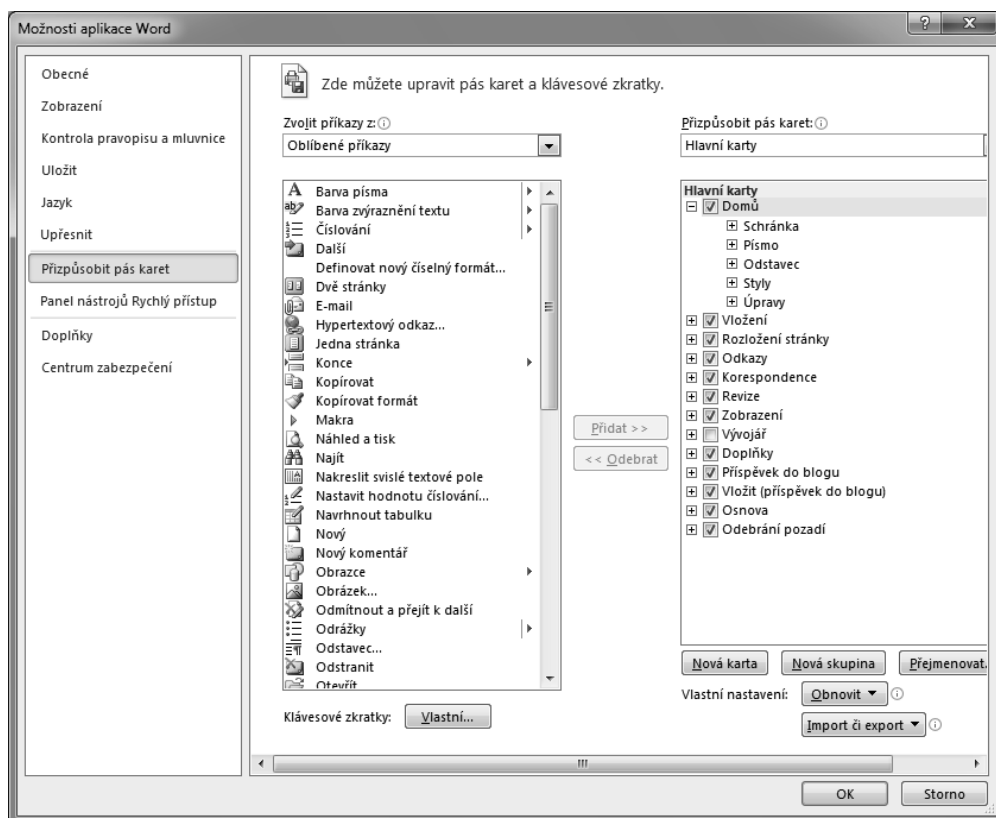 Možnosti aplikace Word
Obecné
Zobrazení
Kontrola pravopisu a mluvnice
Uložit
Jazyk
Upřesnit
Přizpůsobit pás karet
Panel nástrojů Rychlý přístup
Doplňky
Centrum zabezpečení
Zde můžete upravit pás karet a klávesové zkratky.
Zvolit příkazy z:
Oblíbené příkazy
Barva písma
Barva zvýraznění textu
Číslování
Další
Definovat nový číselný formát...
Dvě stránky
E-mail
Hypertextový odkaz...
Jedna stránka
Konce
Kopírovat
Kopírovat formát
Makra
Náhled a tisk
Najít
Nakreslit svislé textové pole
Nastavit hodnotu číslování...
Navrhnout tabulku
Nový
Nový komentář
Obrazce
Obrázek...
Odmítnout a přejít k další
Odrážky
Odstavec...
Odstranit
Otevřít
Klávesové zkratky: Vlastní...
Přidat >>
<< Odebrat
Přizpůsobit pás karet:
Hlavní karty
Hlavní karty
Domů
Schránka
Písmo
Odstavec
Styly
Úpravy
Vložení
Rozložení stránky
Odkazy
Korespondence
Revize
Zobrazení
Vývojář
Doplňky
Příspěvek do blogu
Vložit (příspěvek do blogu)
Osnova
Odebrání pozadí
Nová karta Nová skupina Přejmenovat.
Vlastní nastavení: Obnovit
Import či export
OK Storno